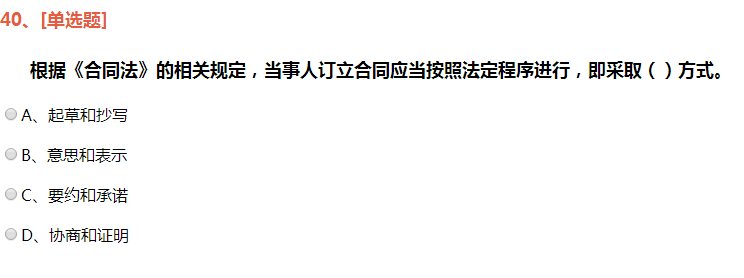 40、[单选题]
根据《合同法》的相关规定，当事人订立合同应当按照法定程序进行，即采取（ ）方式。
A、起草和抄写
B、意思和表示
C、要约和承诺
D、协商和证明